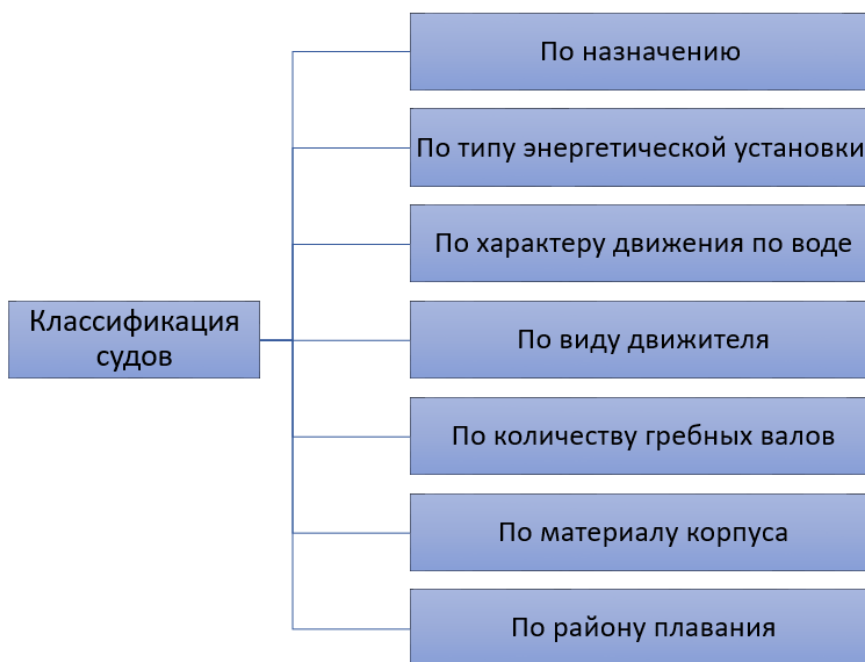 Классификация
судов
По назначению
По типу энергетической установки
По характеру движения по воде
По виду движителя
По количеству гребных валов
По материалу корпуса
По району плавания